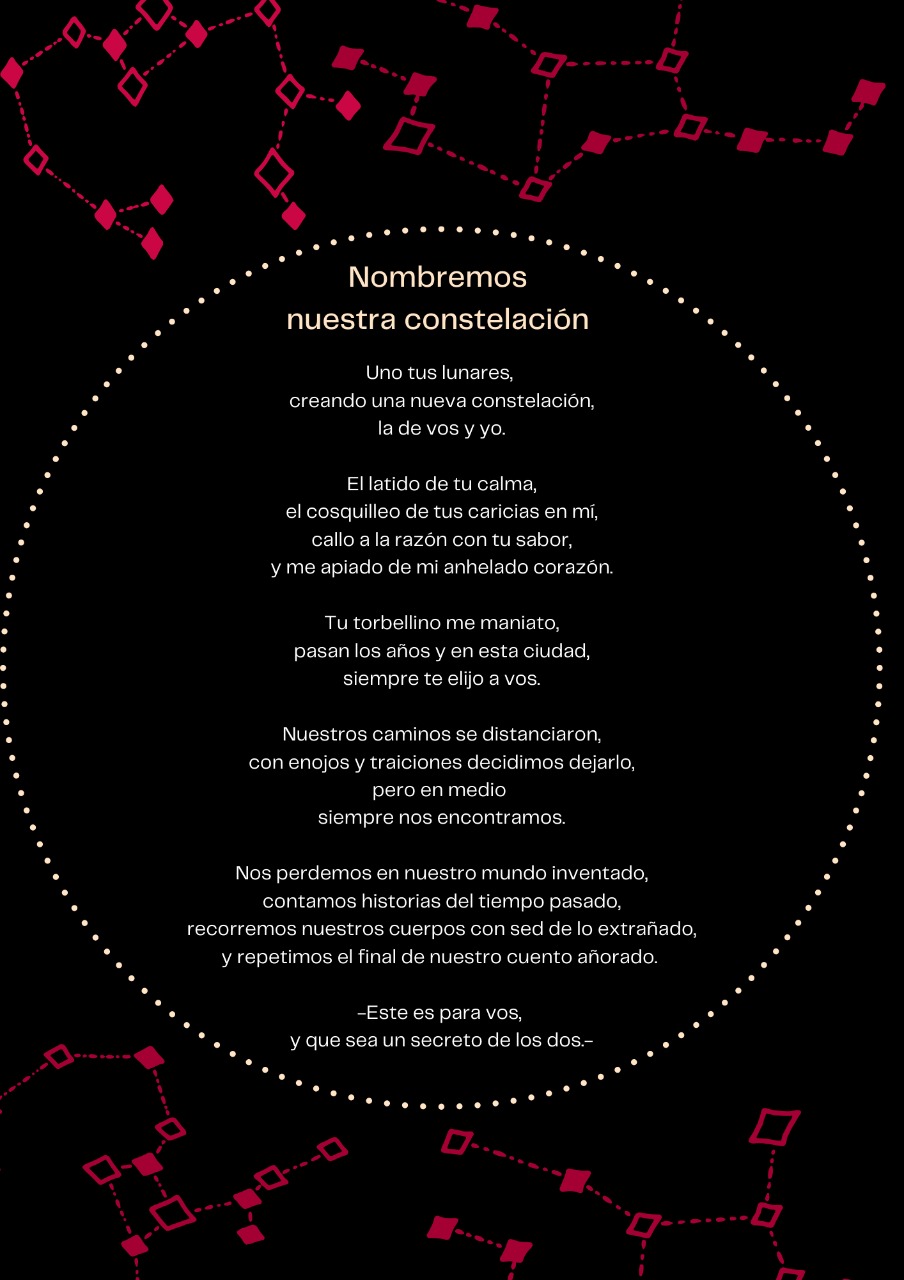 Nombremos
nuestra constelación
Uno tus lunares,
creando una nueva constelación,
la de vos y yo.
El latido de tu calma,
el cosquilleo de tus caricias en mí,
callo a la razón con tu sabor,
y me apiado de mi anhelado corazón.
Tu torbellino me maniato,
pasan los años y en esta ciudad,
siempre te elijo a vos.
Nuestros caminos se distanciaron,
con enojos y traiciones decidimos dejarlo,
pero en medio
siempre nos encontramos.
Nos perdemos en nuestro mundo inventado,
contamos historias del tiempo pasado,
recorremos nuestros cuerpos con sed de lo extrañado,
y repetimos el final de nuestro cuento añorado.
–Este es para vos,
y que sea un secreto de los dos.–